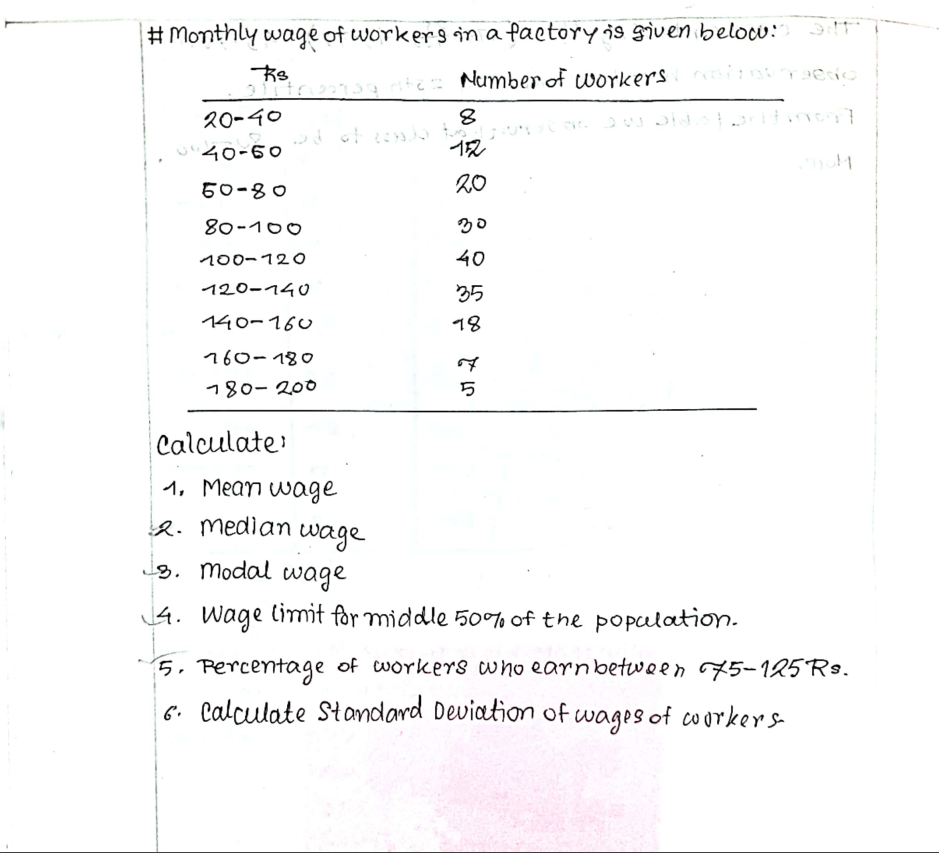 # Monthly wage of workers in a factory is given below:
Rs Number of workers
20-40 8
40-60 12
60-80 20
80-100 30
100-120 40
120-140 35
140-160 18
160-180 7
180-200 5
Calculate:
1. Mean wage
2. Median wage
3. Modal wage
4. Wage limit for middle 50% of the population.
5. Percentage of workers who earn between 75-125 Rs.
6. Calculate Standard Deviation of wages of workers